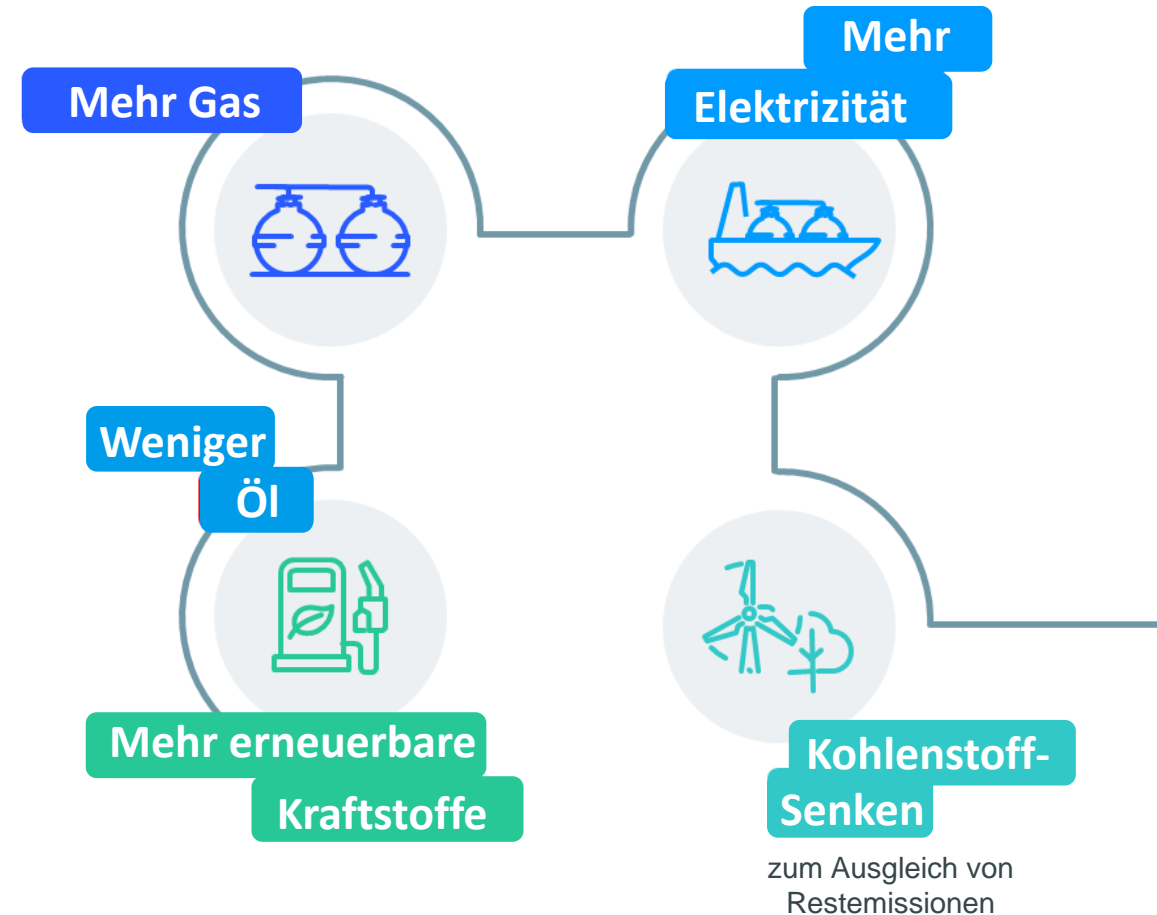 Mehr Gas
Mehr
Elektrizität
Weniger
Öl
Mehr erneuerbare
Kraftstoffe
Kohlenstoff-
Senken
zum Ausgleich von
Restemissionen